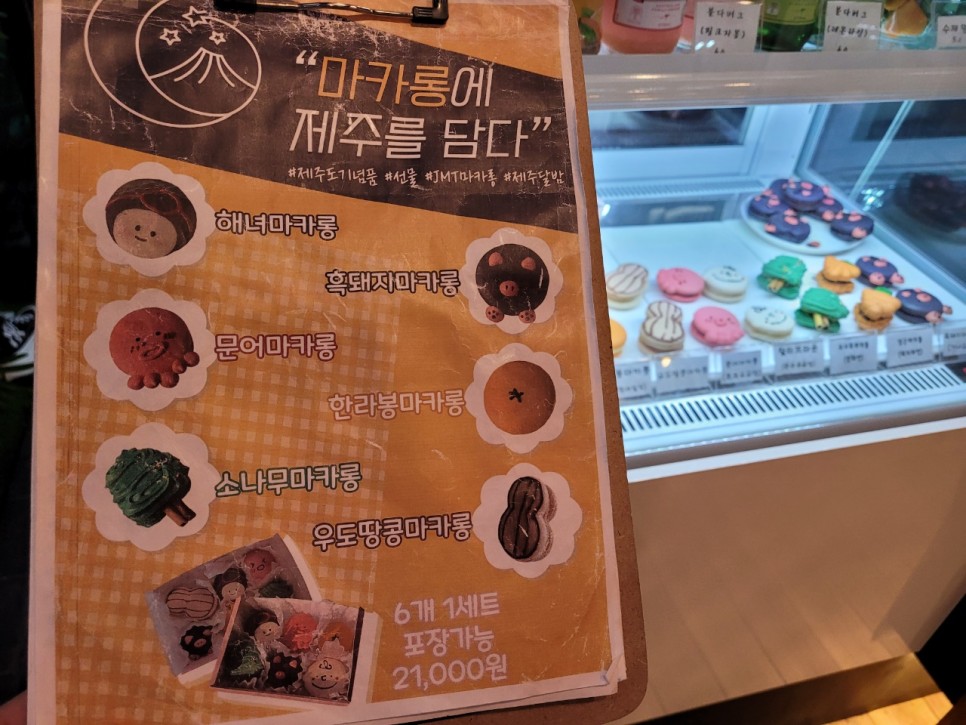 “마카롱에
제주를 담다”
#제주도기념품 #선물 #JMT마카롱 #제주달밤
해녀마카롱
흑돼지마카롱
문어마카롱
한라봉마카롱
소나무마카롱
우도땅콩마카롱
6개 1세트
포장가능
21,000원